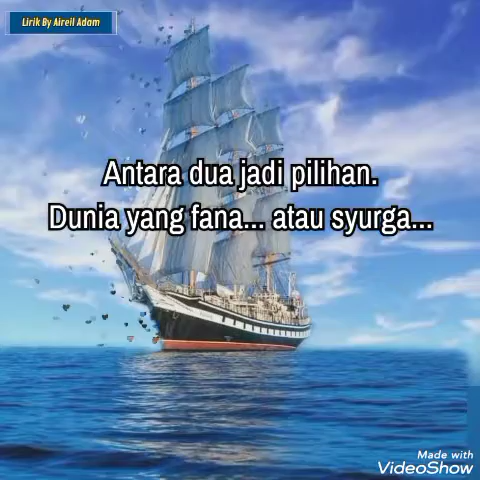 Lirik By Aireil Adam
Antara dua jadi pilihan.
Dunia yang fana... atau syurga...
Made with
VideoShow